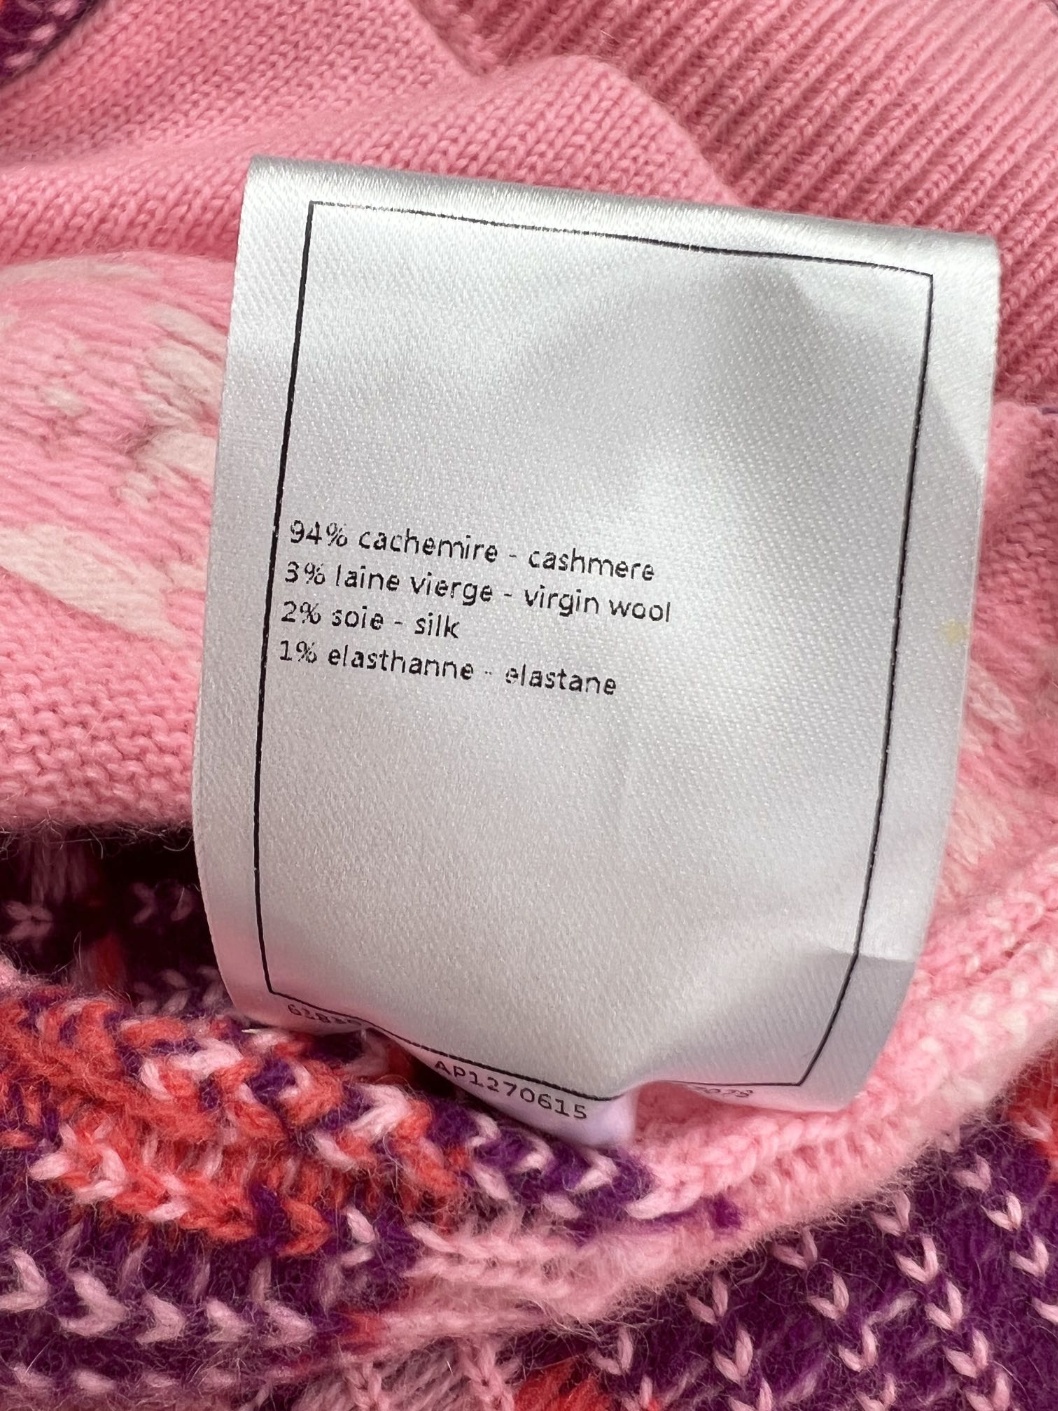 94% cachemire - cashmere
3% laine vierge - virgin wool
2% soie - silk
1% elasthanne - elastane
AP1270615